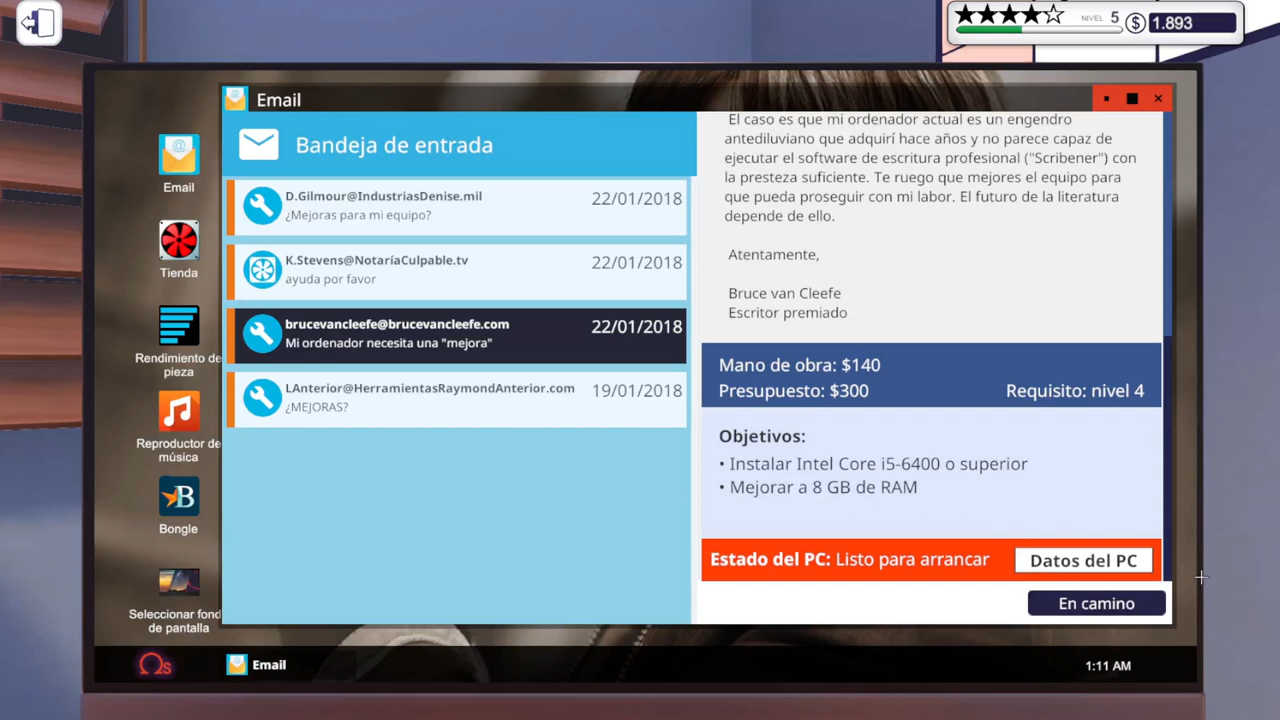 NIVEL 5
$ 1.893
Email
Email
Tienda
Rendimiento de
pieza
Reproductor de
música
Bongle
Seleccionar fond
de pantalla
Bandeja de entrada
D.Gilmour@IndustriasDenise.mil
22/01/2018
¿Mejoras para mi equipo?
K.Stevens@NotaríaCulpable.tv
22/01/2018
ayuda por favor
brucevancleefe@brucevancleefe.com
22/01/2018
Mi ordenador necesita una "mejora"
LAnterior@HerramientasRaymondAnterior.com
19/01/2018
¿MEJORAS?
El caso es que mi ordenador actual es un engendro
antediluviano que adquirí hace años y no parece capaz de
ejecutar el software de escritura profesional ("Scribener") con
la presteza suficiente. Te ruego que mejores el equipo para
que pueda proseguir con mi labor. El futuro de la literatura
depende de ello.
Atentamente,
Bruce van Cleefe
Escritor premiado
Mano de obra: $140
Presupuesto: $300
Requisito: nivel 4
Objetivos:
• Instalar Intel Core i5-6400 o superior
• Mejorar a 8 GB de RAM
Estado del PC: Listo para arrancar
Datos del PC
En camino
Ωs
Email
1:11 AM